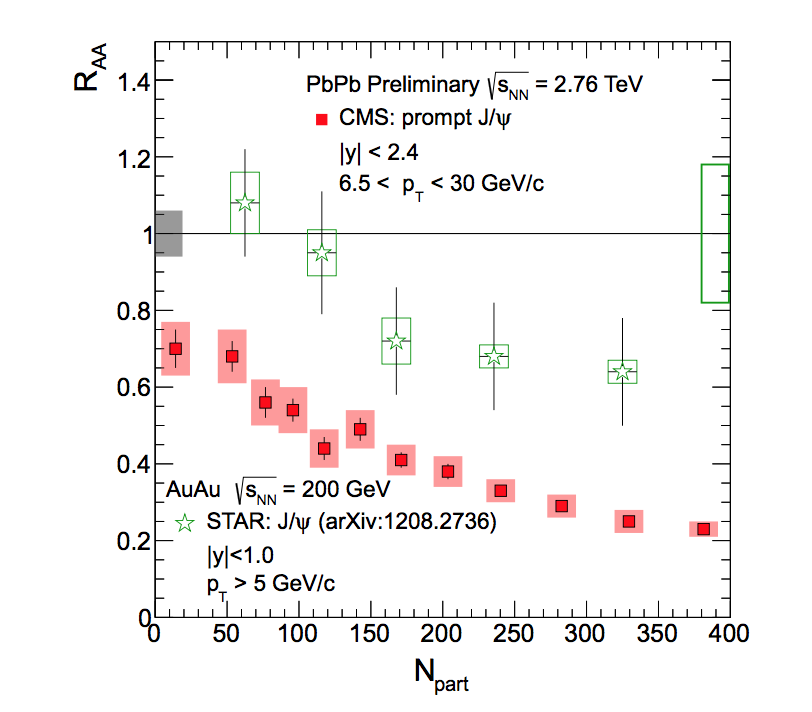 R_AA
PbPb Preliminary √s_NN = 2.76 TeV
CMS: prompt J/ψ
|y| < 2.4
6.5 < p_T < 30 GeV/c
AuAu √s_NN = 200 GeV
STAR: J/ψ (arXiv:1208.2736)
|y|<1.0
p_T > 5 GeV/c
1.4
1.2
1
0.8
0.6
0.4
0.2
0
0 50 100 150 200 250 300 350 400
N_part